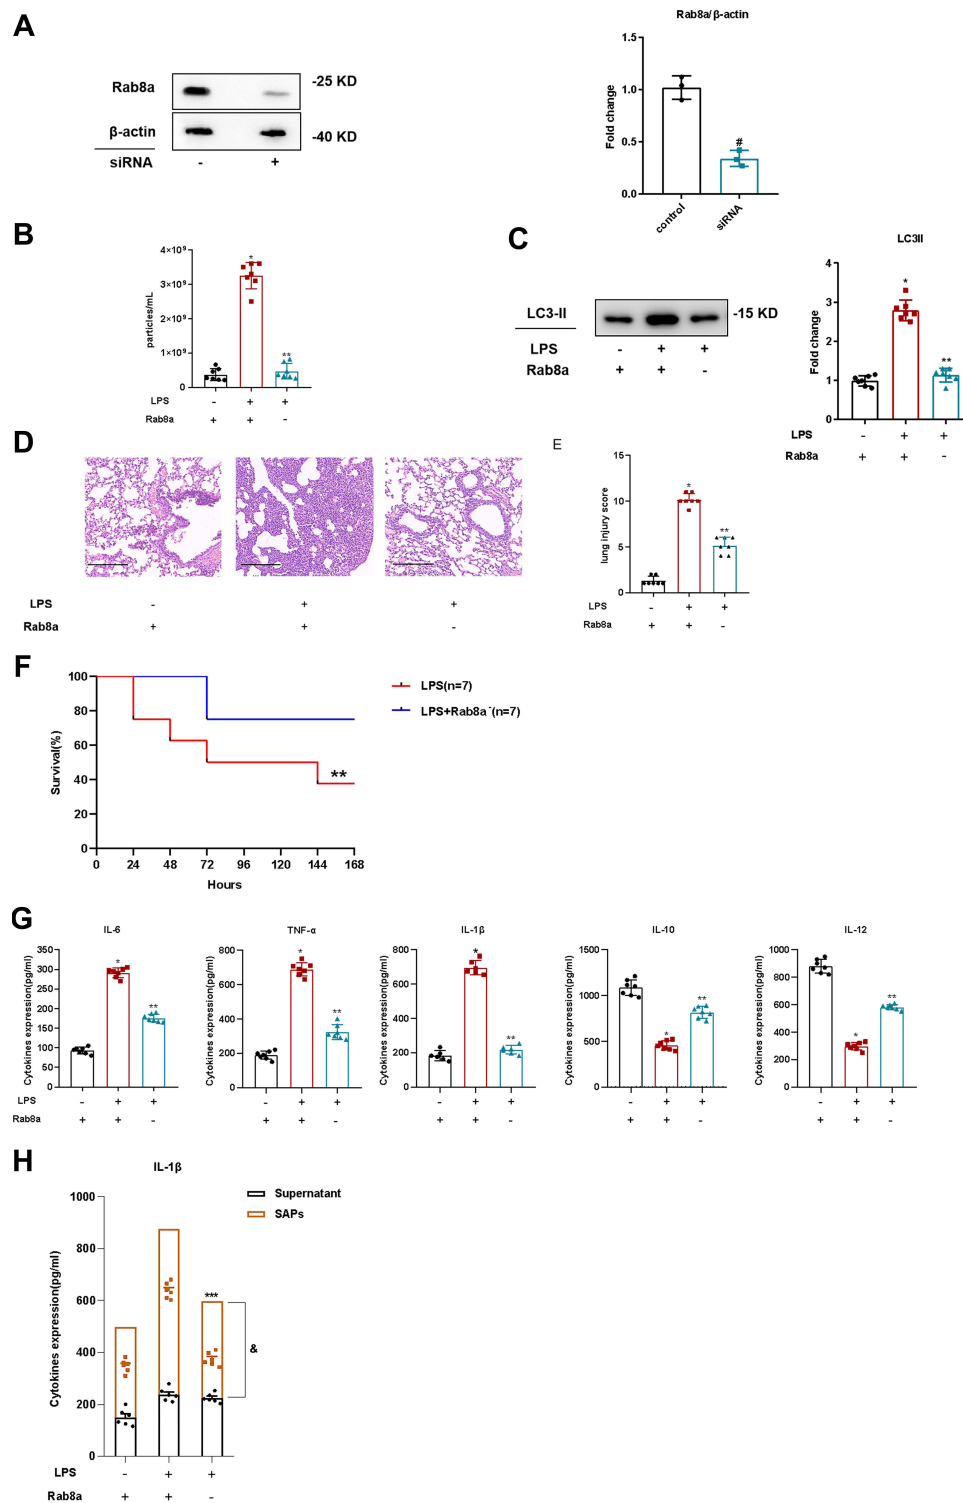 A
Rab8a
-25 KD
β-actin
-40 KD
siRNA
- +
Rab8a/β-actin
Fold change
1.5
1.0
0.5
0.0
#
control
siRNA
B
particles/mL
4×10⁹
3×10⁹
2×10⁹
1×10⁹
0
*
**
LPS - + +
Rab8a + + -
C
LC3-II
-15 KD
LPS - + +
Rab8a + + -
LC3II
Fold change
4
3
2
1
0
*
**
LPS - + +
Rab8a + + -
D
LPS - + +
Rab8a + + -
E
lung injury score
15
10
5
0
*
**
LPS - + +
Rab8a + + -
F
Survival(%)
100
80
60
40
20
0
**
0 24 48 72 96 120 144 168
Hours
LPS(n=7)
LPS+Rab8a⁻(n=7)
G
IL-6
Cytokines expression(pg/ml)
350
300
250
200
150
100
50
0
*
**
LPS - + +
Rab8a + + -
TNF-α
Cytokines expression(pg/ml)
800
600
400
200
0
*
**
- + +
+ + -
IL-1β
Cytokines expression(pg/ml)
800
600
400
200
0
*
**
- + +
+ + -
IL-10
Cytokines expression(pg/ml)
1500
1000
500
0
*
**
- + +
+ + -
IL-12
Cytokines expression(pg/ml)
1000
800
600
400
200
0
*
**
- + +
+ + -
H
IL-1β
Cytokines expression(pg/ml)
1000
800
600
400
200
0
***
&
Supernatant
SAPs
LPS - + +
Rab8a + + -